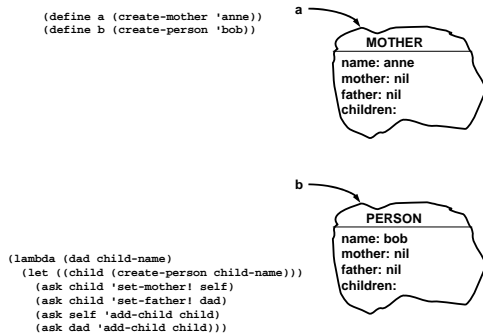 (define a (create-mother 'anne))
(define b (create-person 'bob))
a
MOTHER
name: anne
mother: nil
father: nil
children:
b
PERSON
name: bob
mother: nil
father: nil
children:
(lambda (dad child-name)
(let ((child (create-person child-name)))
(ask child 'set-mother! self)
(ask child 'set-father! dad)
(ask self 'add-child child)
(ask dad 'add-child child)))